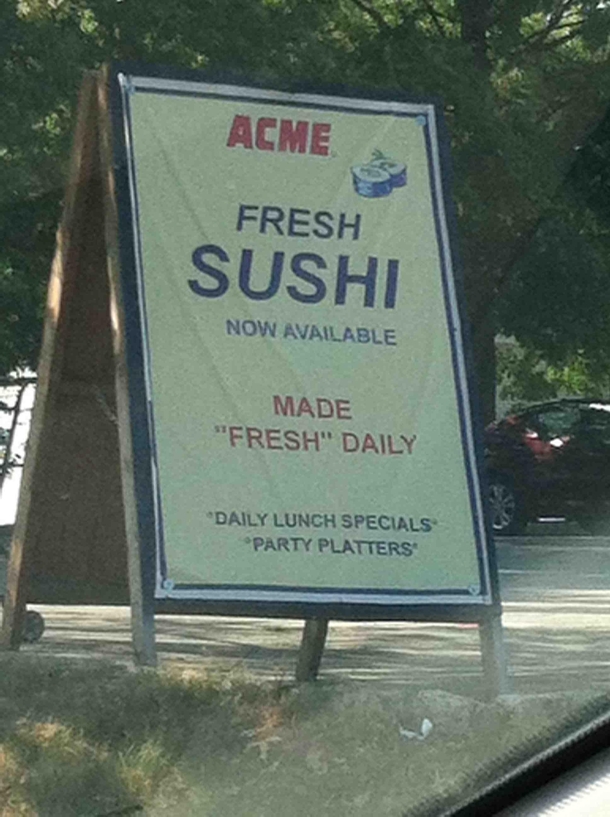 ACME
FRESH
SUSHI
NOW AVAILABLE
MADE
"FRESH" DAILY
*DAILY LUNCH SPECIALS*
*PARTY PLATTERS*